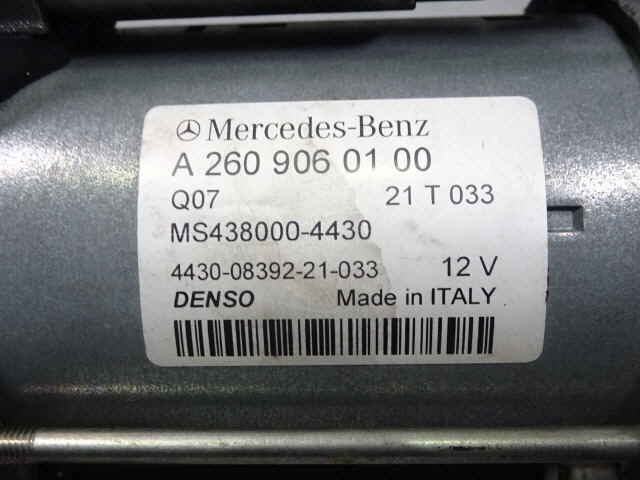 Mercedes-Benz
A 260 906 01 00
Q07 21 T 033
MS438000-4430
4430-08392-21-033 12 V
DENSO Made in ITALY